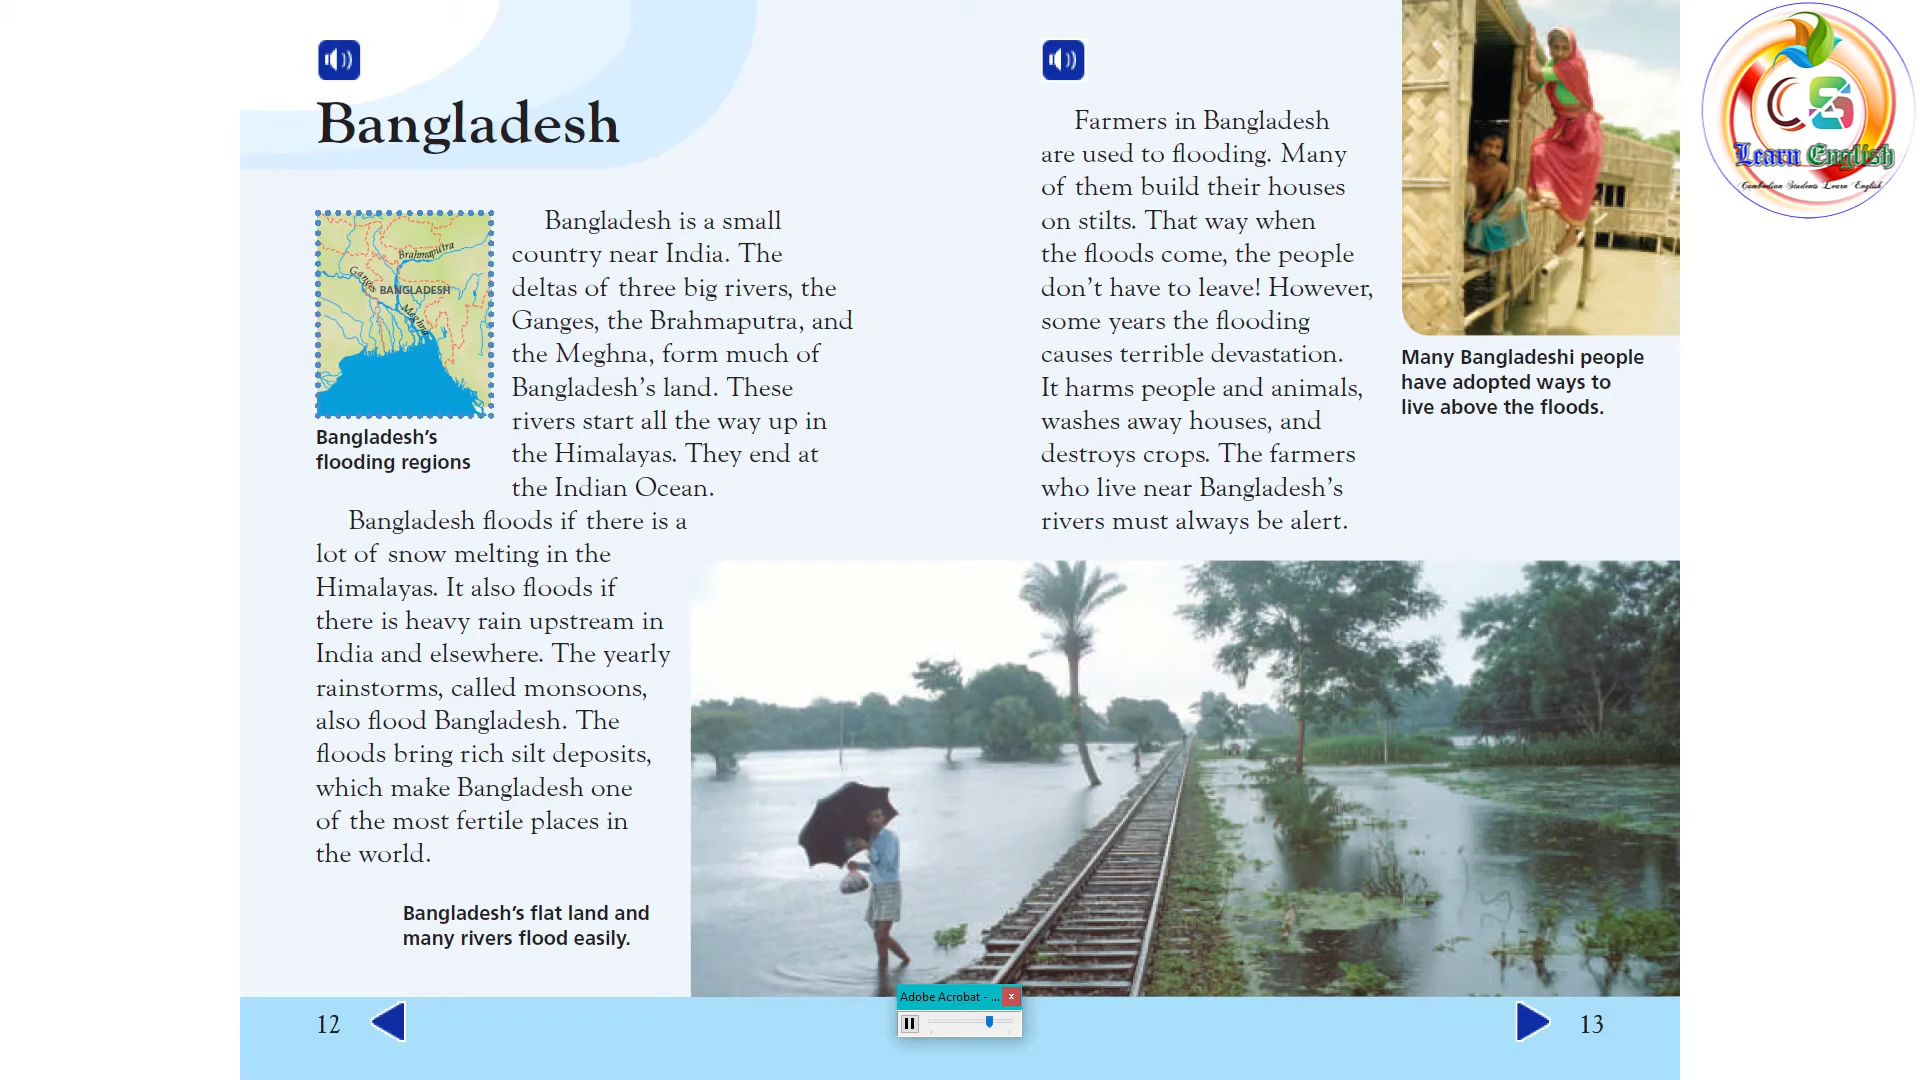 Bangladesh
Brahmaputra
Ganges
BANGLADESH
Meghna
Bangladesh's
flooding regions
Bangladesh is a small
country near India. The
deltas of three big rivers, the
Ganges, the Brahmaputra, and
the Meghna, form much of
Bangladesh's land. These
rivers start all the way up in
the Himalayas. They end at
the Indian Ocean.
Bangladesh floods if there is a
lot of snow melting in the
Himalayas. It also floods if
there is heavy rain upstream in
India and elsewhere. The yearly
rainstorms, called monsoons,
also flood Bangladesh. The
floods bring rich silt deposits,
which make Bangladesh one
of the most fertile places in
the world.
Bangladesh's flat land and
many rivers flood easily.
12
Farmers in Bangladesh
are used to flooding. Many
of them build their houses
on stilts. That way when
the floods come, the people
don't have to leave! However,
some years the flooding
causes terrible devastation.
It harms people and animals,
washes away houses, and
destroys crops. The farmers
who live near Bangladesh's
rivers must always be alert.
Many Bangladeshi people
have adopted ways to
live above the floods.
13
Adobe Acrobat - ...
CS
Learn English
Cambodian Students Learn English